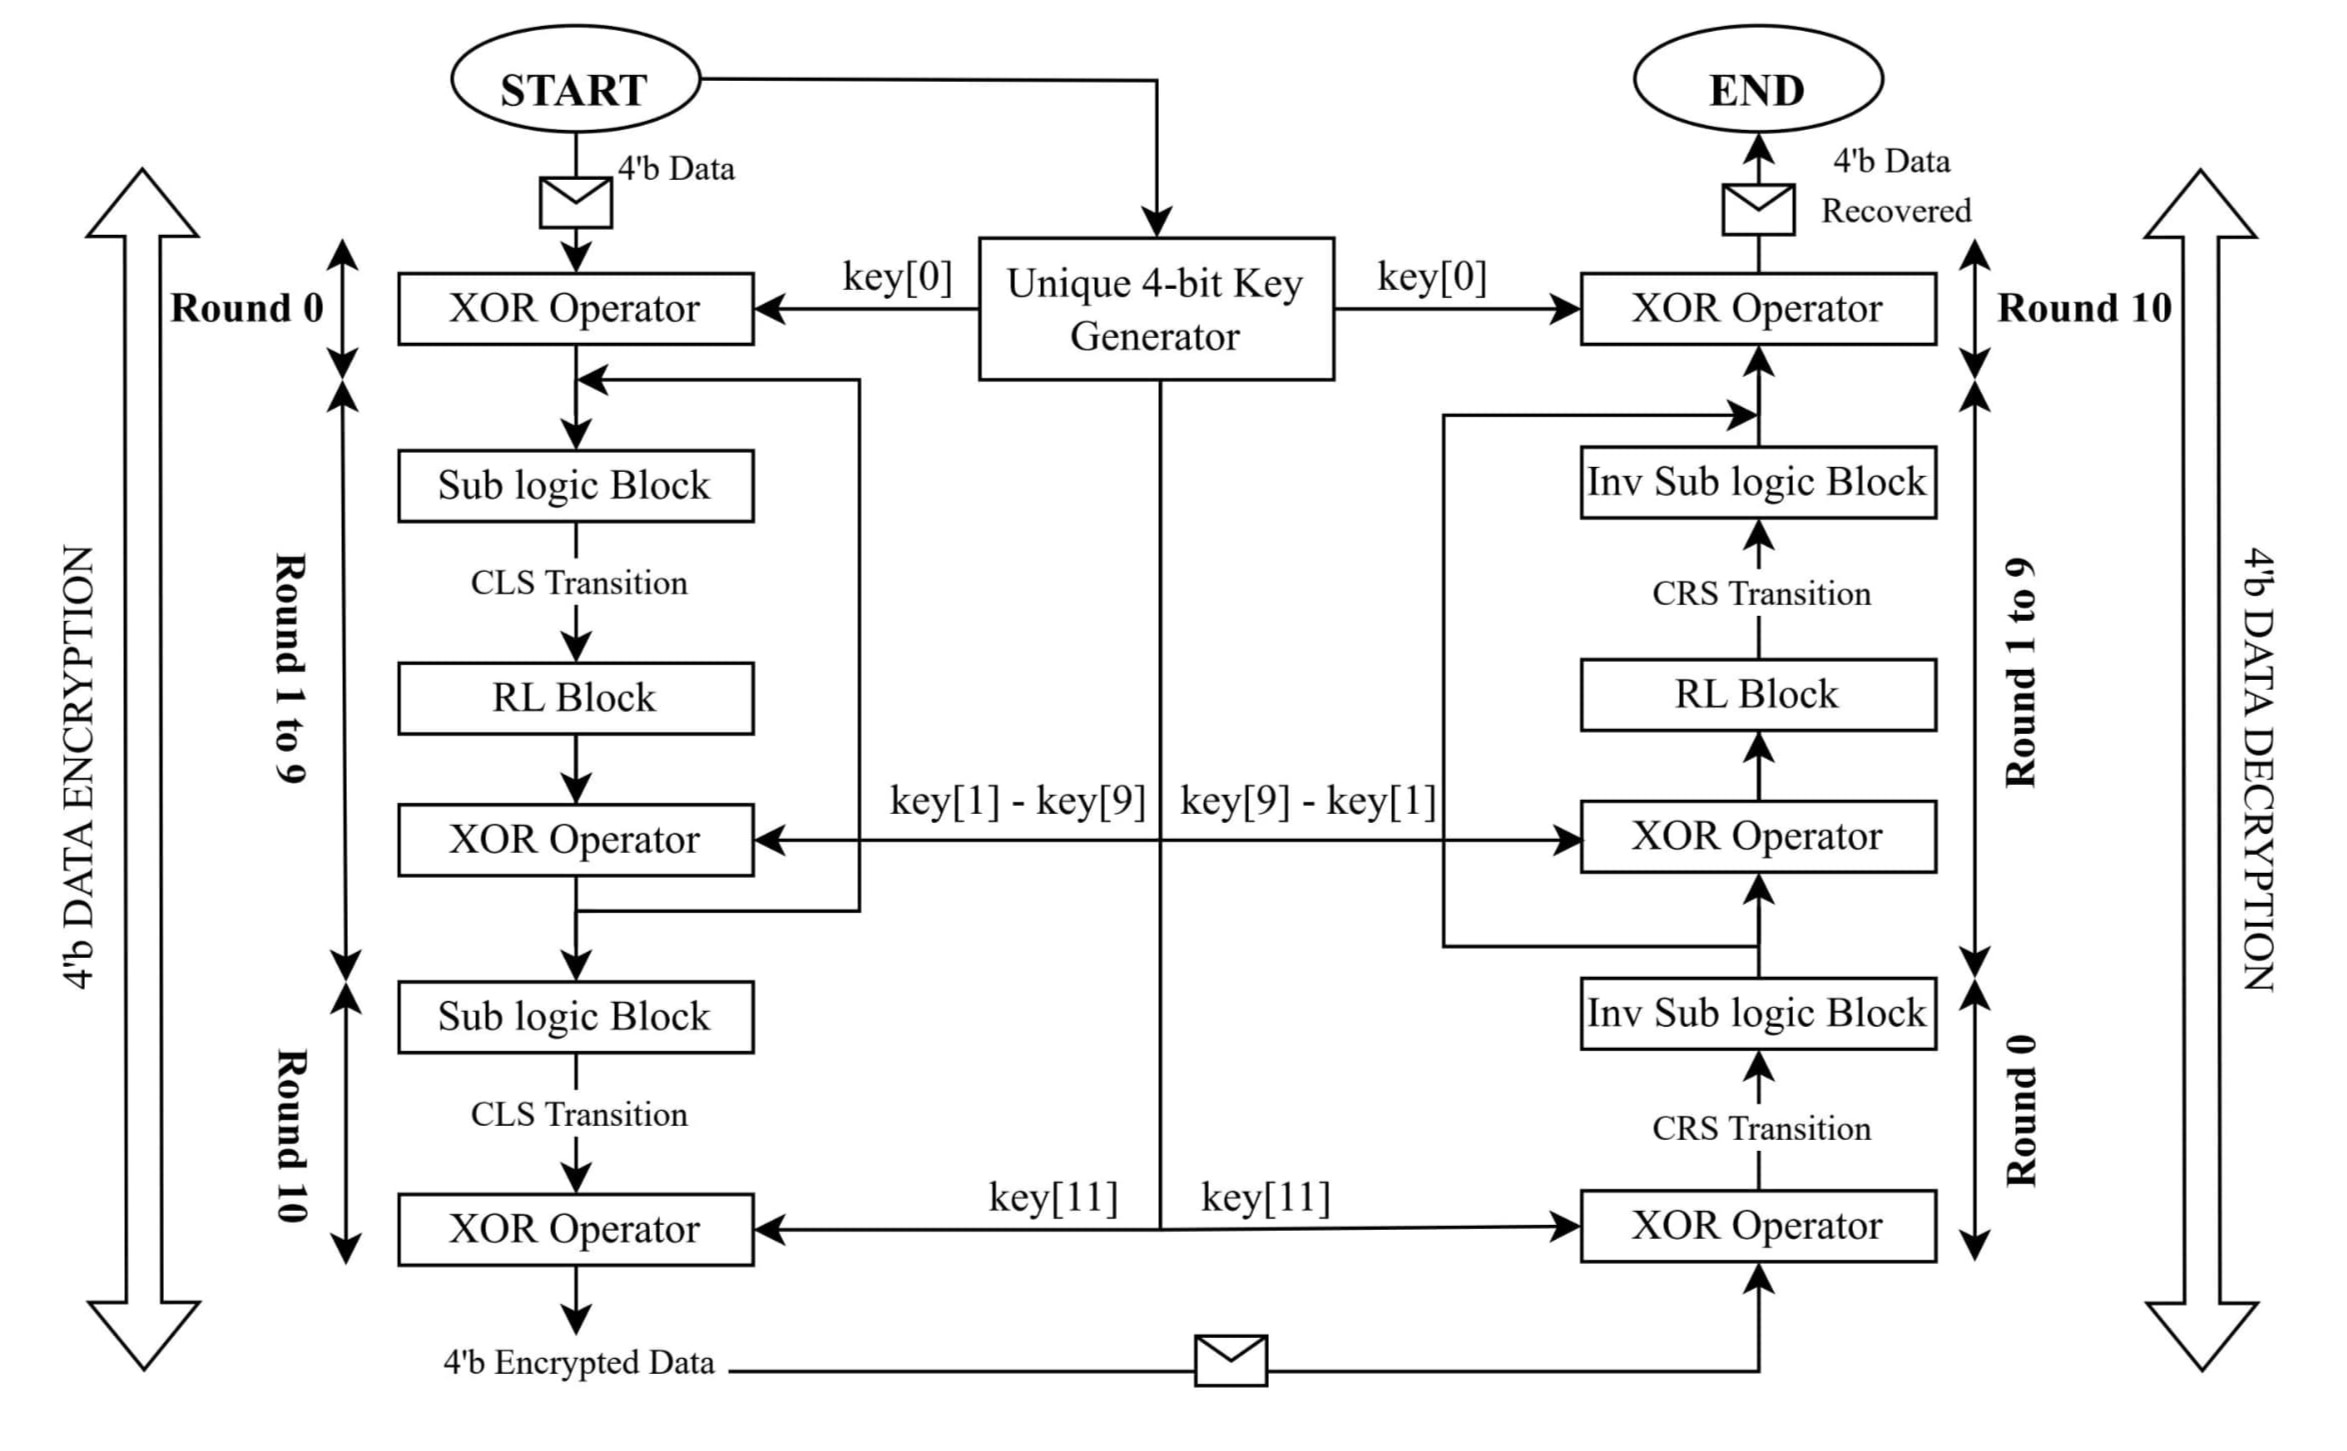 START
END
4'b Data
4'b Data
Recovered
Round 0
XOR Operator
key[0]
Unique 4-bit Key
Generator
key[0]
XOR Operator
Round 10
Sub logic Block
Inv Sub logic Block
CLS Transition
CRS Transition
4'b DATA ENCRYPTION
Round 1 to 9
RL Block
RL Block
Round 1 to 9
4'b DATA DECRYPTION
XOR Operator
key[1] - key[9]
key[9] - key[1]
XOR Operator
Sub logic Block
Inv Sub logic Block
Round 10
CLS Transition
CRS Transition
Round 0
XOR Operator
key[11]
key[11]
XOR Operator
4'b Encrypted Data